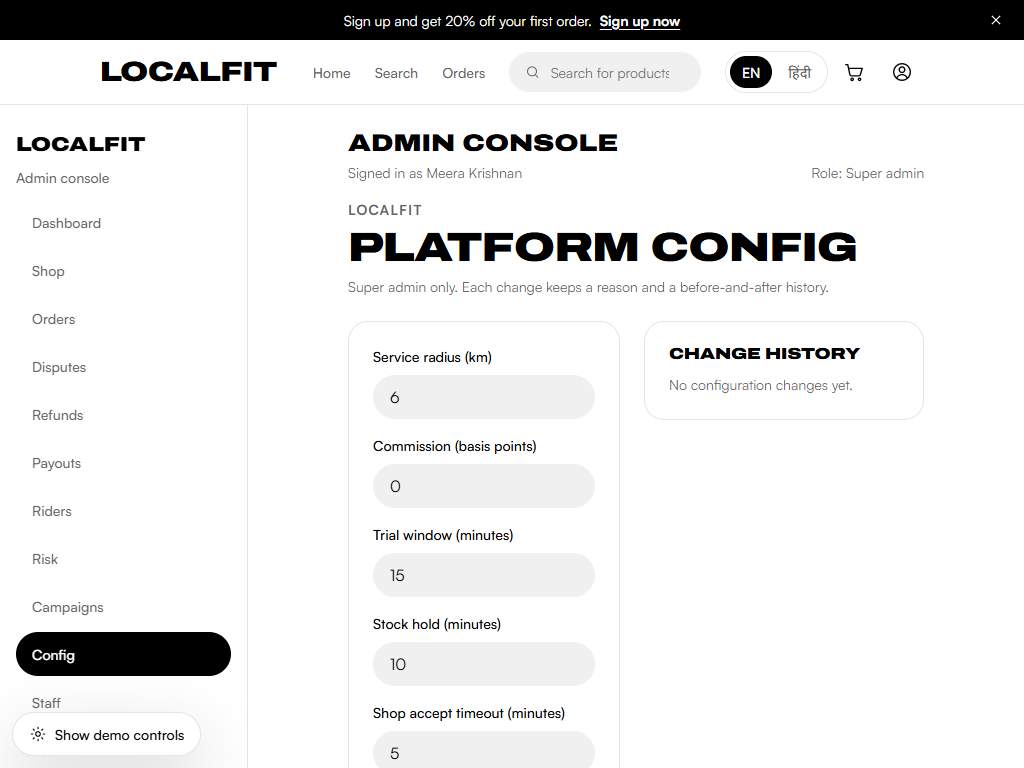 Sign up and get 20% off your first order. Sign up now
LOCALFIT
Home
Search
Orders
Search for products
EN
हिंदी
LOCALFIT
Admin console
Dashboard
Shop
Orders
Disputes
Refunds
Payouts
Riders
Risk
Campaigns
Config
Staff
Show demo controls
ADMIN CONSOLE
Signed in as Meera Krishnan
Role: Super admin
LOCALFIT
PLATFORM CONFIG
Super admin only. Each change keeps a reason and a before-and-after history.
Service radius (km)
6
Commission (basis points)
0
Trial window (minutes)
15
Stock hold (minutes)
10
Shop accept timeout (minutes)
5
CHANGE HISTORY
No configuration changes yet.